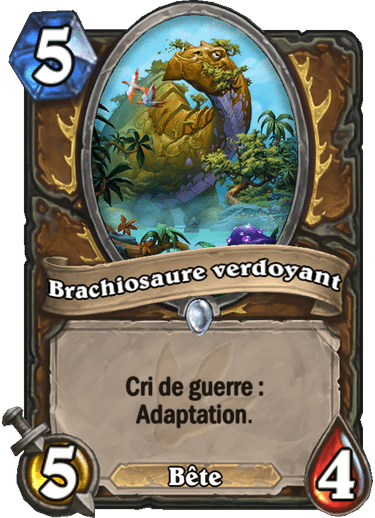 5
Brachiosaure verdoyant
Cri de guerre :
Adaptation.
5
Bête
4